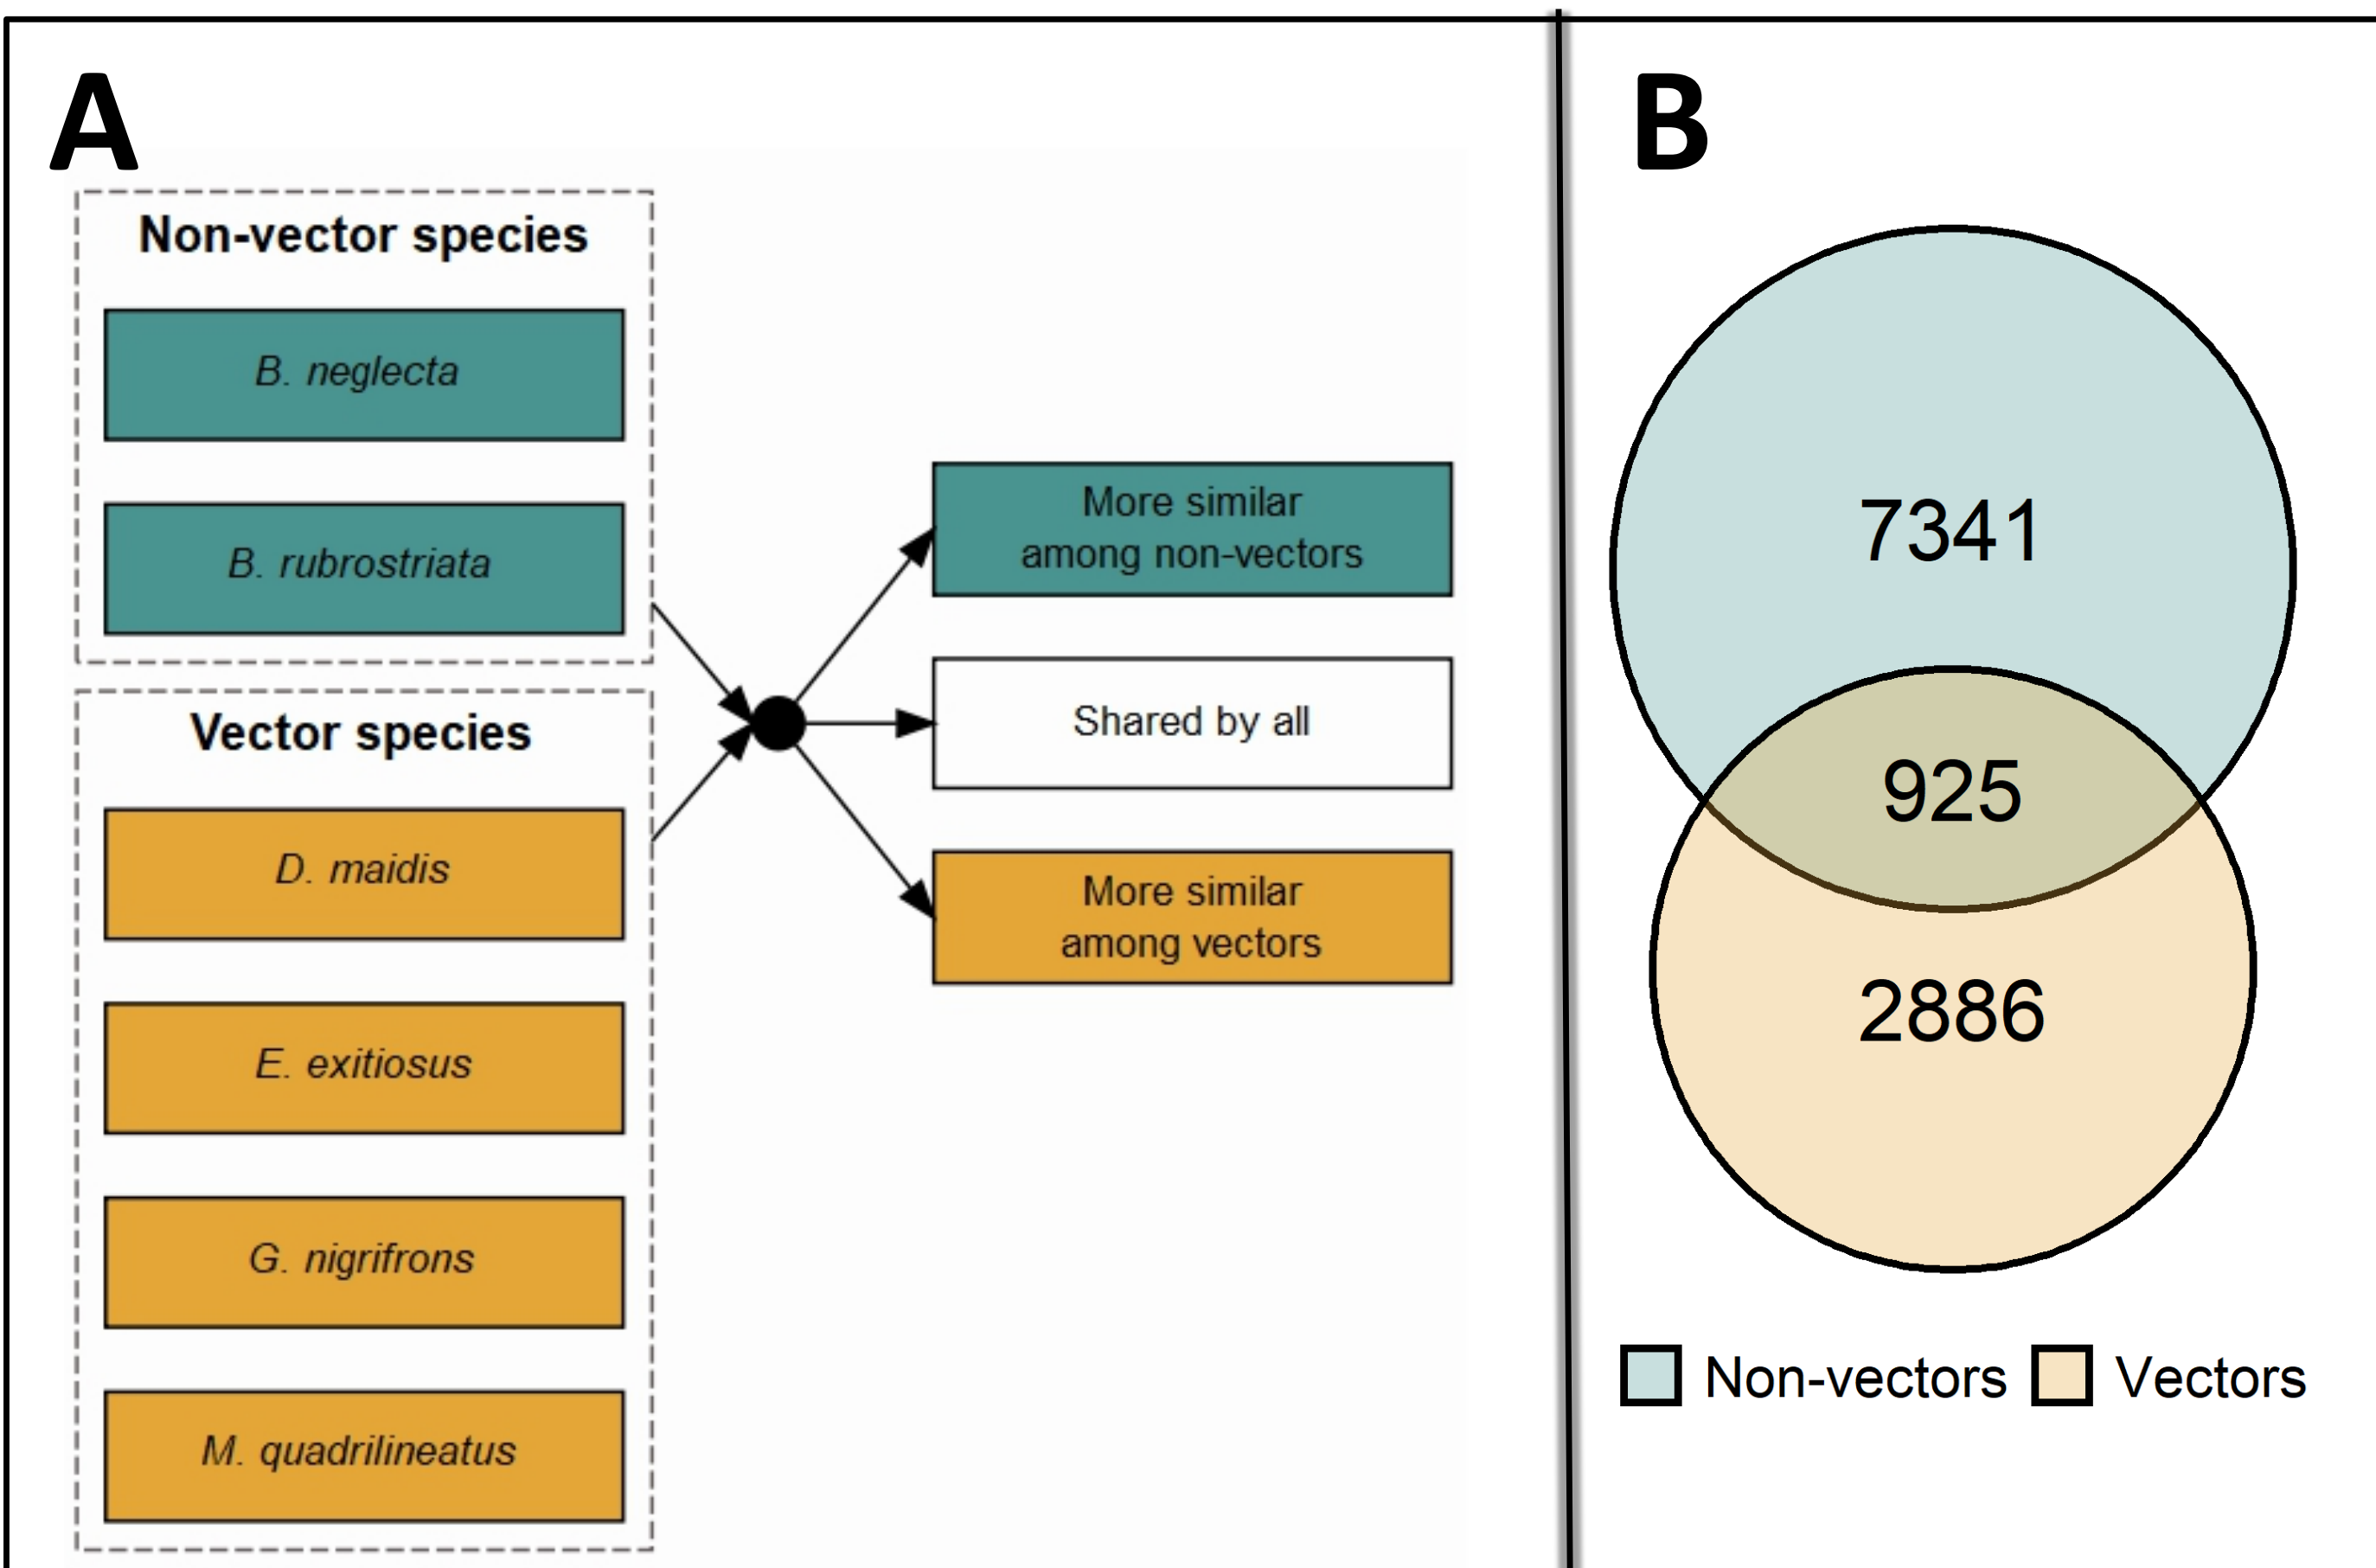 A
Non-vector species
B. neglecta
B. rubrostriata
Vector species
D. maidis
E. exitiosus
G. nigrifrons
M. quadrilineatus
More similar
among non-vectors
Shared by all
More similar
among vectors
B
7341
925
2886
Non-vectors
Vectors